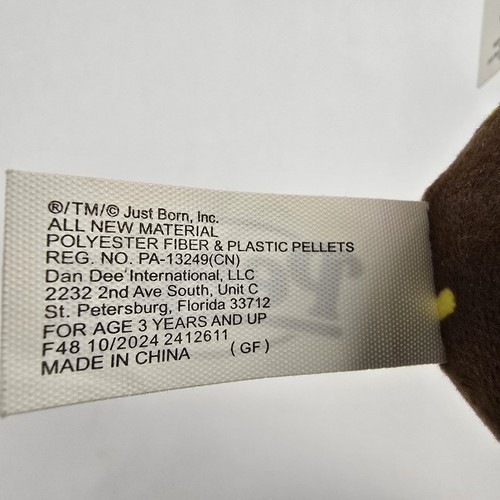 ®/TM/© Just Born, Inc.
ALL NEW MATERIAL
POLYESTER FIBER & PLASTIC PELLETS
REG. NO. PA-13249(CN)
Dan Dee International, LLC
2232 2nd Ave South, Unit C
St. Petersburg, Florida 33712
FOR AGE 3 YEARS AND UP
F48 10/2024 2412611
(GF)
MADE IN CHINA